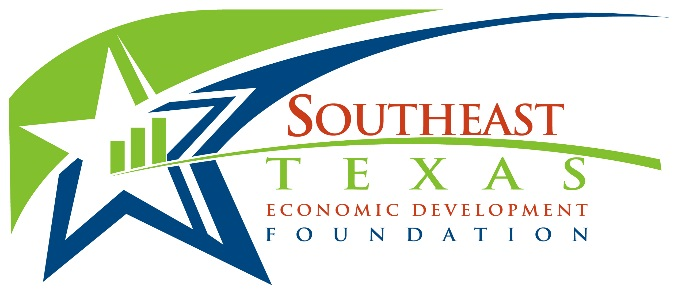 SOUTHEAST
TEXAS
ECONOMIC DEVELOPMENT
FOUNDATION